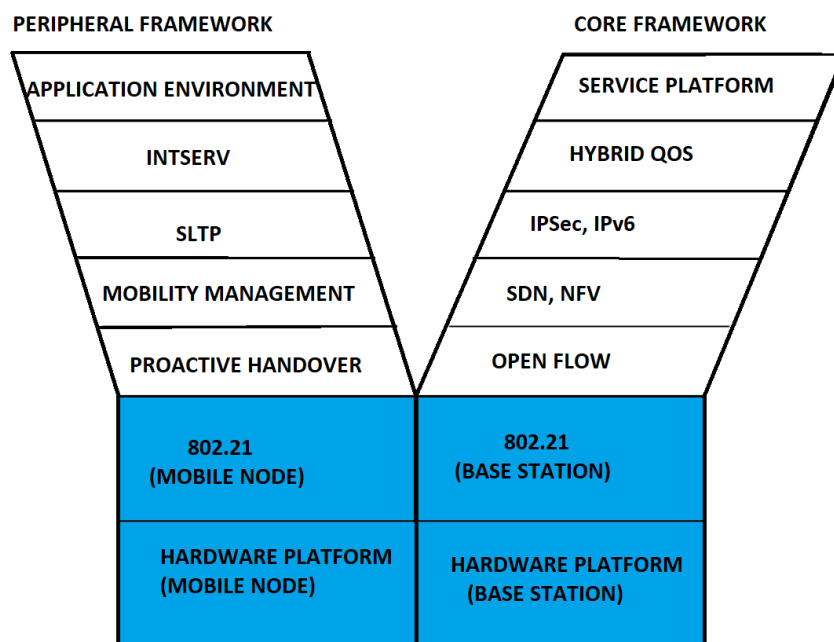 PERIPHERAL FRAMEWORK
CORE FRAMEWORK
APPLICATION ENVIRONMENT
SERVICE PLATFORM
INTSERV
HYBRID QOS
SLTP
IPSec, IPv6
MOBILITY MANAGEMENT
SDN, NFV
PROACTIVE HANDOVER
OPEN FLOW
802.21
(MOBILE NODE)
802.21
(BASE STATION)
HARDWARE PLATFORM
(MOBILE NODE)
HARDWARE PLATFORM
(BASE STATION)